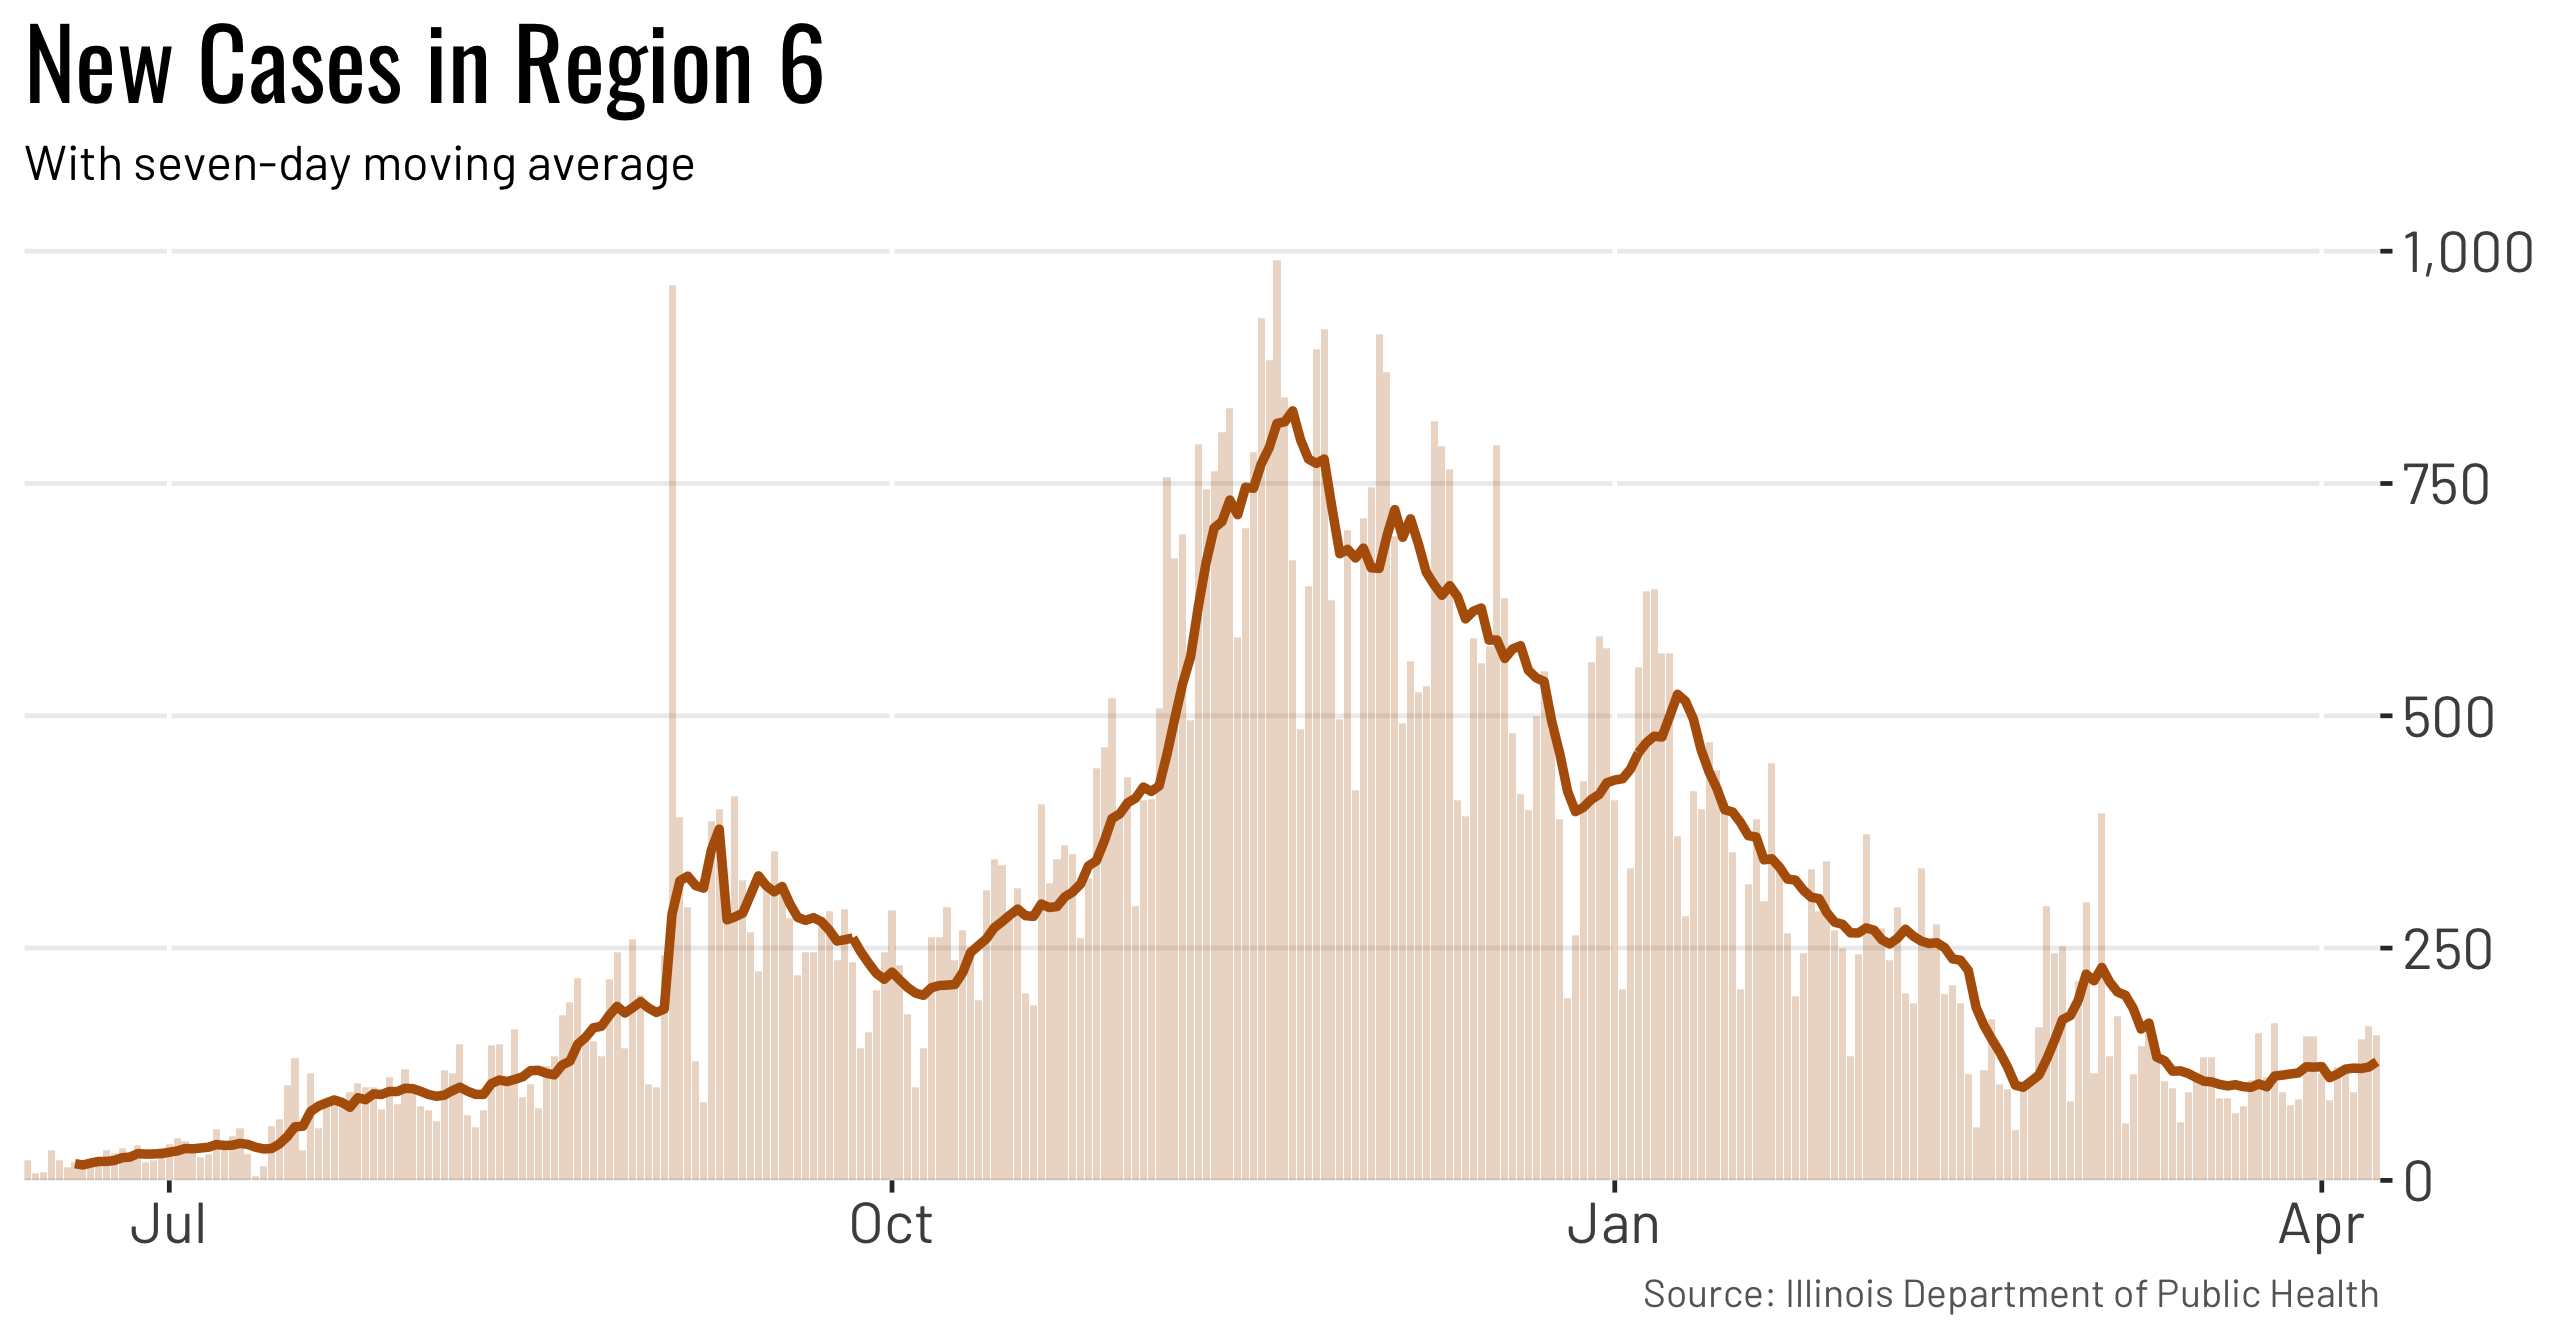 New Cases in Region 6
With seven-day moving average
1,000
750
500
250
0
Jul Oct Jan Apr
Source: Illinois Department of Public Health